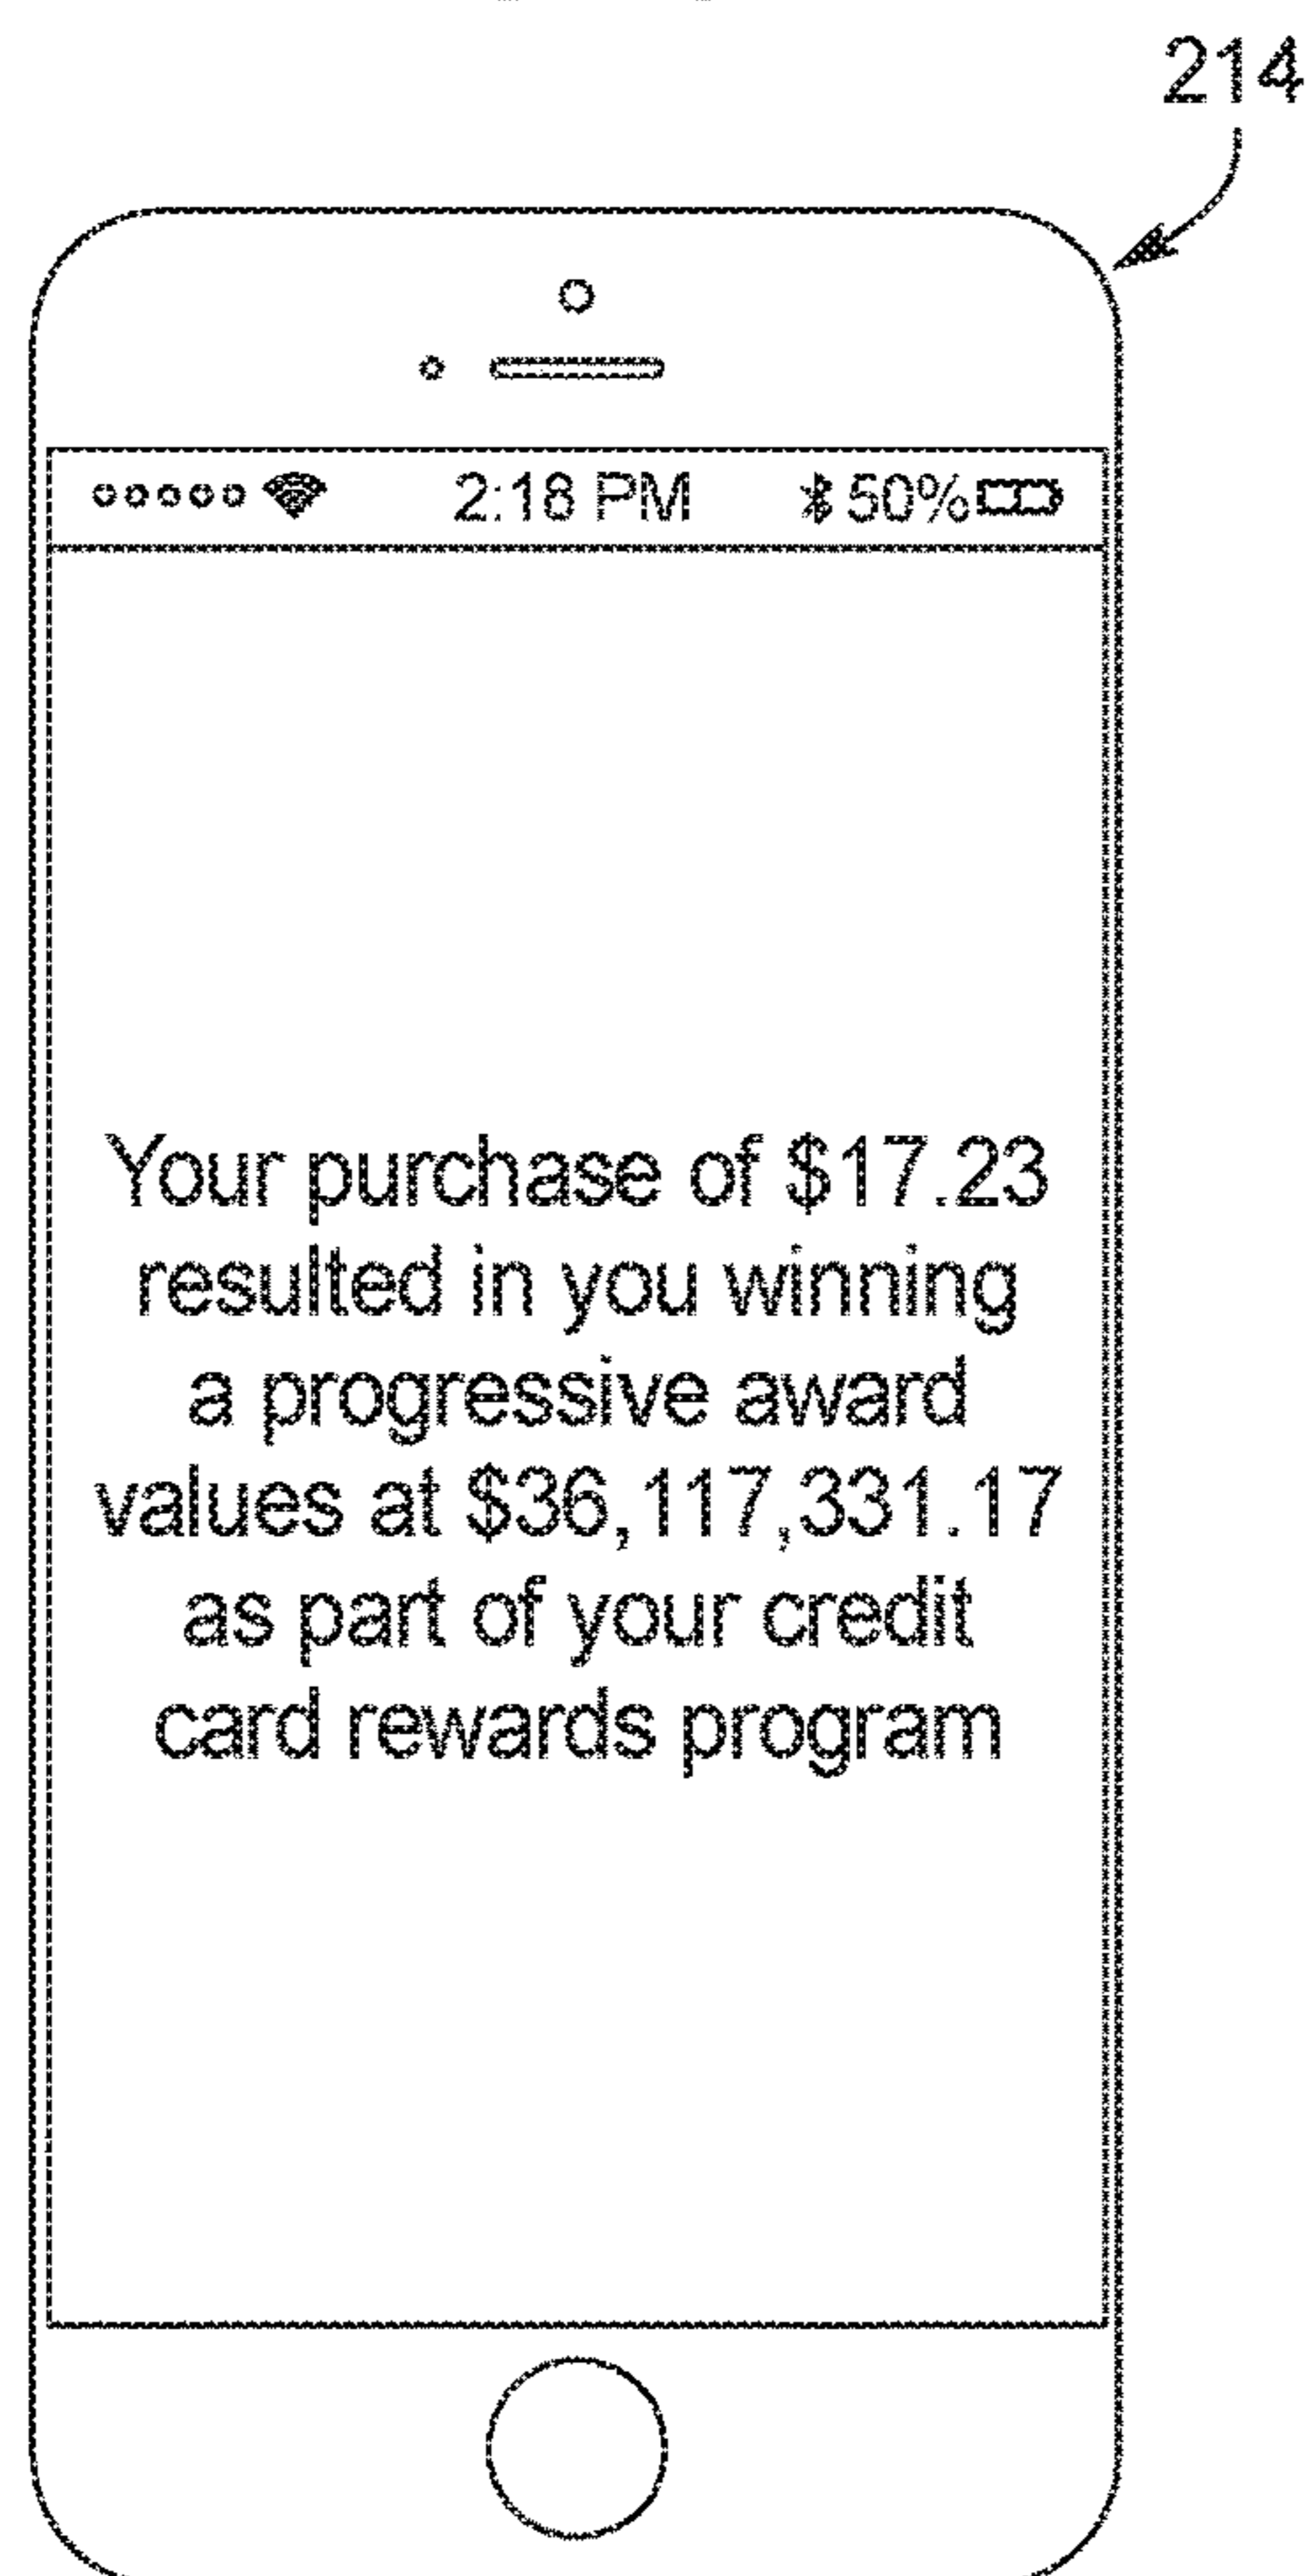 214
2:18 PM 50%
Your purchase of $17.23
resulted in you winning
a progressive award
values at $36,117,331.17
as part of your credit
card rewards program